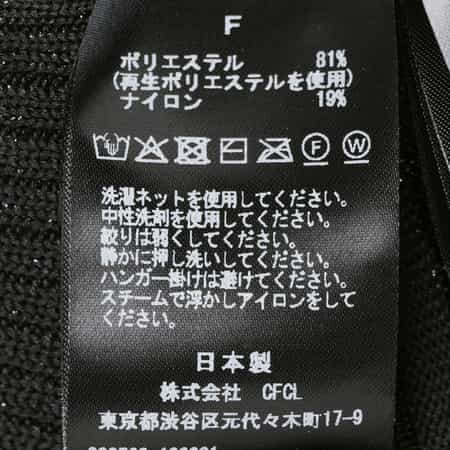 F
ポリエステル 81%
(再生ポリエステルを使用)
ナイロン 19%
F W
洗濯ネットを使用してください。
中性洗剤を使用してください。
絞りは弱くしてください。
静かに押し洗いしてください。
ハンガー掛けは避けてください。
スチームで浮かしアイロンをして
ください。
日本製
株式会社 CFCL
東京都渋谷区元代々木町17-9